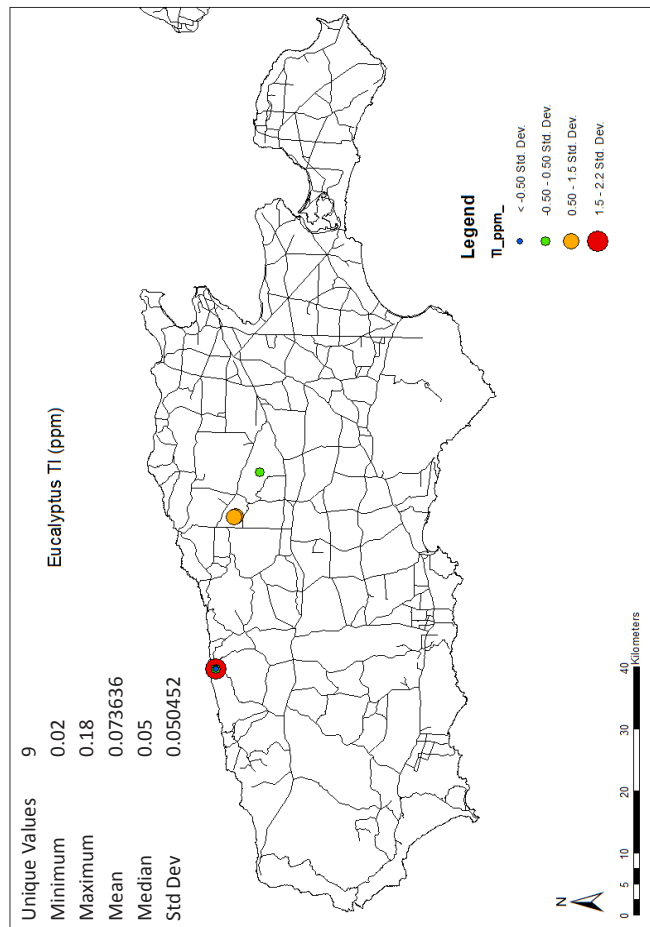 Unique Values 9
Minimum 0.02
Maximum 0.18
Mean 0.073636
Median 0.05
Std Dev 0.050452
Eucalyptus Tl (ppm)
Legend
Tl_ppm_
< -0.50 Std. Dev.
-0.50 - 0.50 Std. Dev.
0.50 - 1.5 Std. Dev.
1.5 - 2.2 Std. Dev.
N
0 5 10 20 30 40
Kilometers